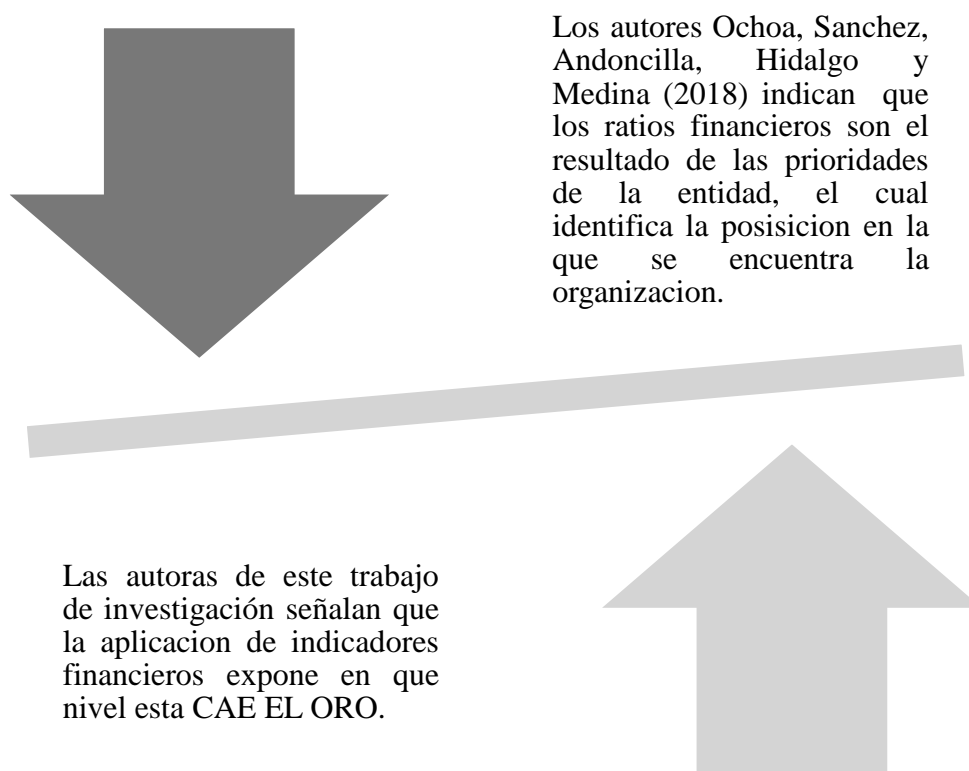 Los autores Ochoa, Sanchez,
Andoncilla, Hidalgo y
Medina (2018) indican que
los ratios financieros son el
resultado de las prioridades
de la entidad, el cual
identifica la posisicion en la
que se encuentra la
organizacion.
Las autoras de este trabajo
de investigación señalan que
la aplicacion de indicadores
financieros expone en que
nivel esta CAE EL ORO.